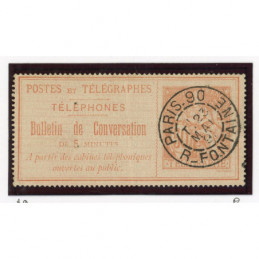 POSTES et TÉLÉGRAPHES
TÉLÉPHONES
Bulletin de Conversation
DE 5 MINUTES
A partir des cabines téléphoniques
ouvertes au public.
PARIS.90
R-FONTAINE